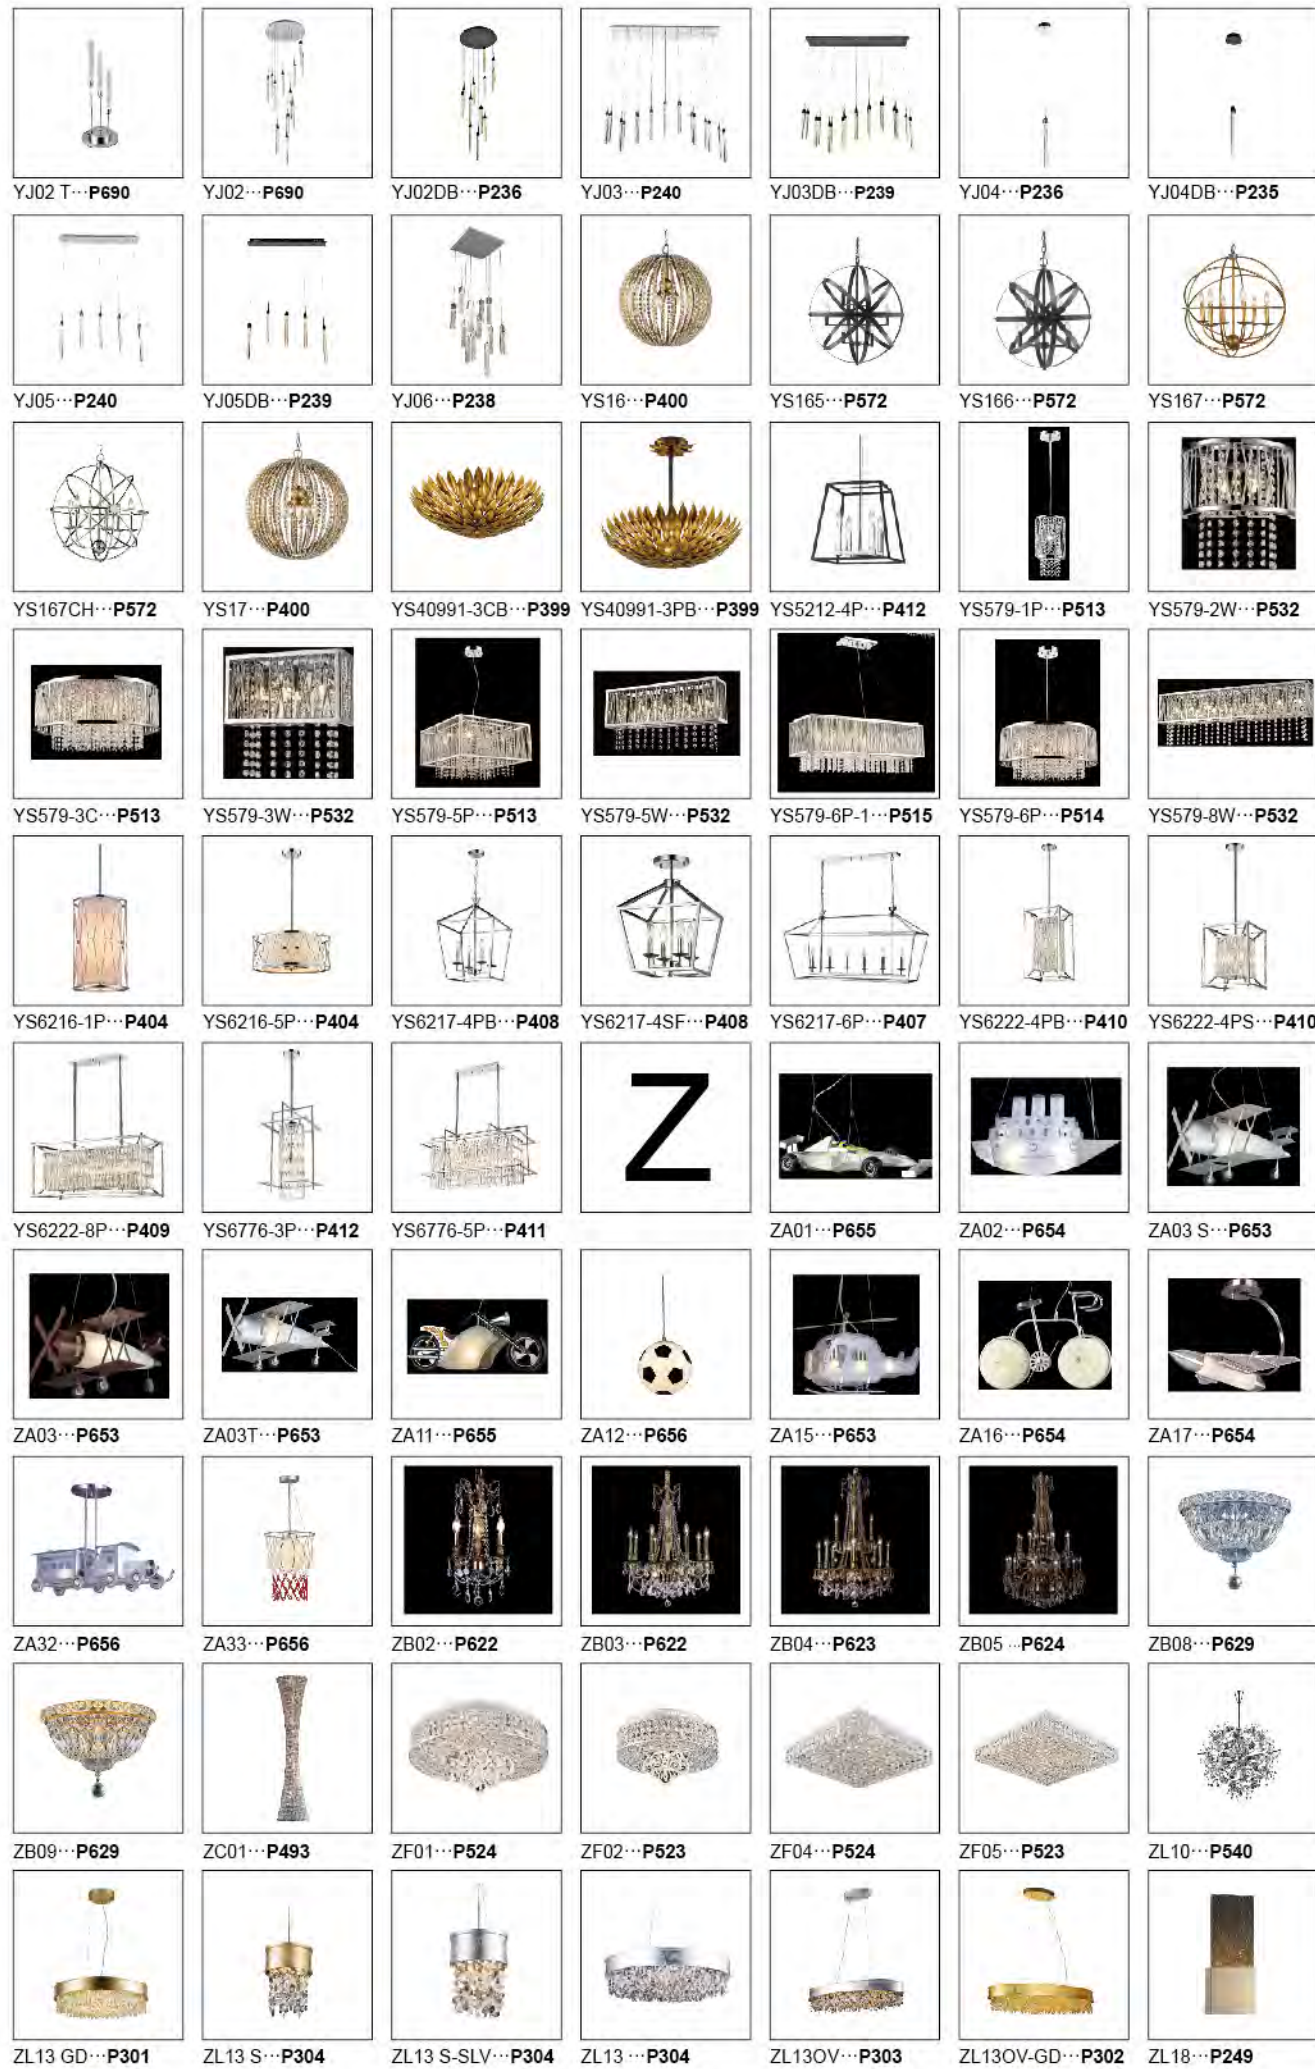 YJ02 T···P690 YJ02···P690 YJ02DB···P236 YJ03···P240 YJ03DB···P239 YJ04···P236 YJ04DB···P235
YJ05···P240 YJ05DB···P239 YJ06···P238 YS16···P400 YS165···P572 YS166···P572 YS167···P572
YS167CH···P572 YS17···P400 YS40991-3CB···P399 YS40991-3PB···P399 YS5212-4P···P412 YS579-1P···P513 YS579-2W···P532
YS579-3C···P513 YS579-3W···P532 YS579-5P···P513 YS579-5W···P532 YS579-6P-1···P515 YS579-6P···P514 YS579-8W···P532
YS6216-1P···P404 YS6216-5P···P404 YS6217-4PB···P408 YS6217-4SF···P408 YS6217-6P···P407 YS6222-4PB···P410 YS6222-4PS···P410
Z
YS6222-8P···P409 YS6776-3P···P412 YS6776-5P···P411 ZA01···P655 ZA02···P654 ZA03 S···P653
ZA03···P653 ZA03T···P653 ZA11···P655 ZA12···P656 ZA15···P653 ZA16···P654 ZA17···P654
ZA32···P656 ZA33···P656 ZB02···P622 ZB03···P622 ZB04···P623 ZB05 ···P624 ZB08···P629
ZB09···P629 ZC01···P493 ZF01···P524 ZF02···P523 ZF04···P524 ZF05···P523 ZL10···P540
ZL13 GD···P301 ZL13 S···P304 ZL13 S-SLV···P304 ZL13 ···P304 ZL13OV···P303 ZL13OV-GD···P302 ZL18···P249